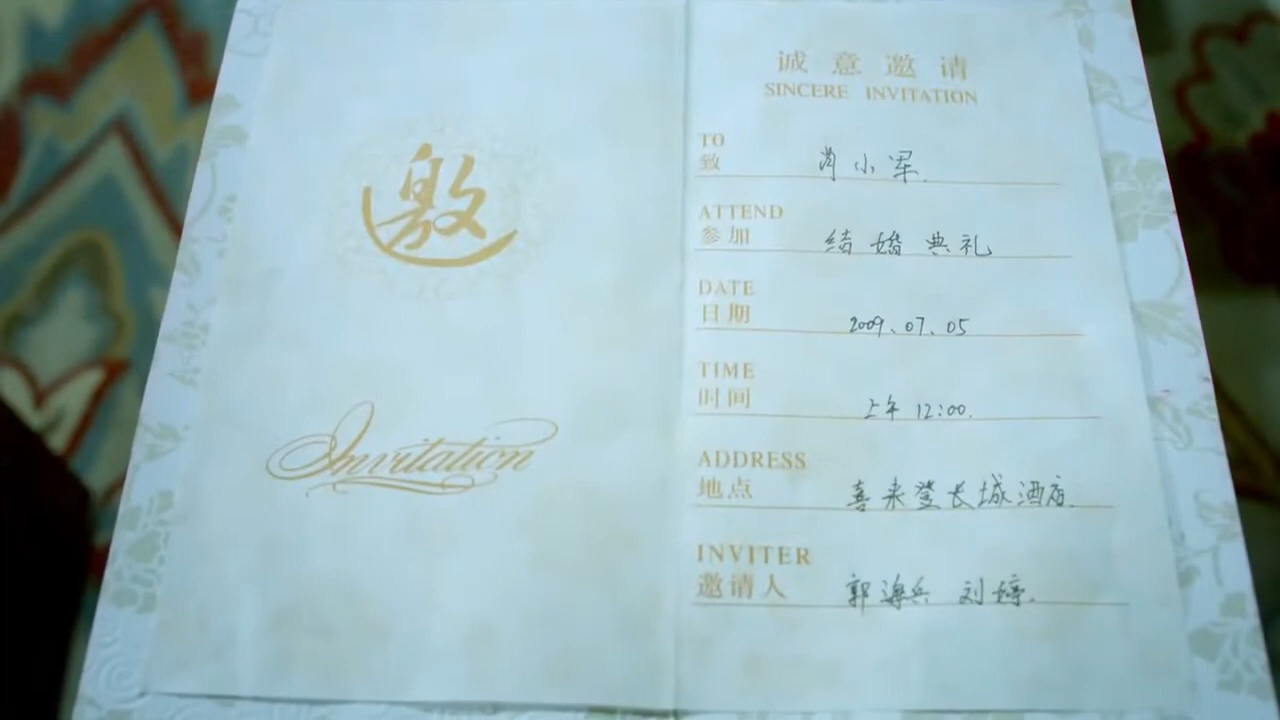 邀
Invitation
诚意邀请
SINCERE INVITATION
TO
致 肖小军.
ATTEND
参加 结婚典礼
DATE
日期 2009.07.05
TIME
时间 上午 12:00.
ADDRESS
地点 喜来登长城酒店.
INVITER
邀请人 郭海兵 刘婷.